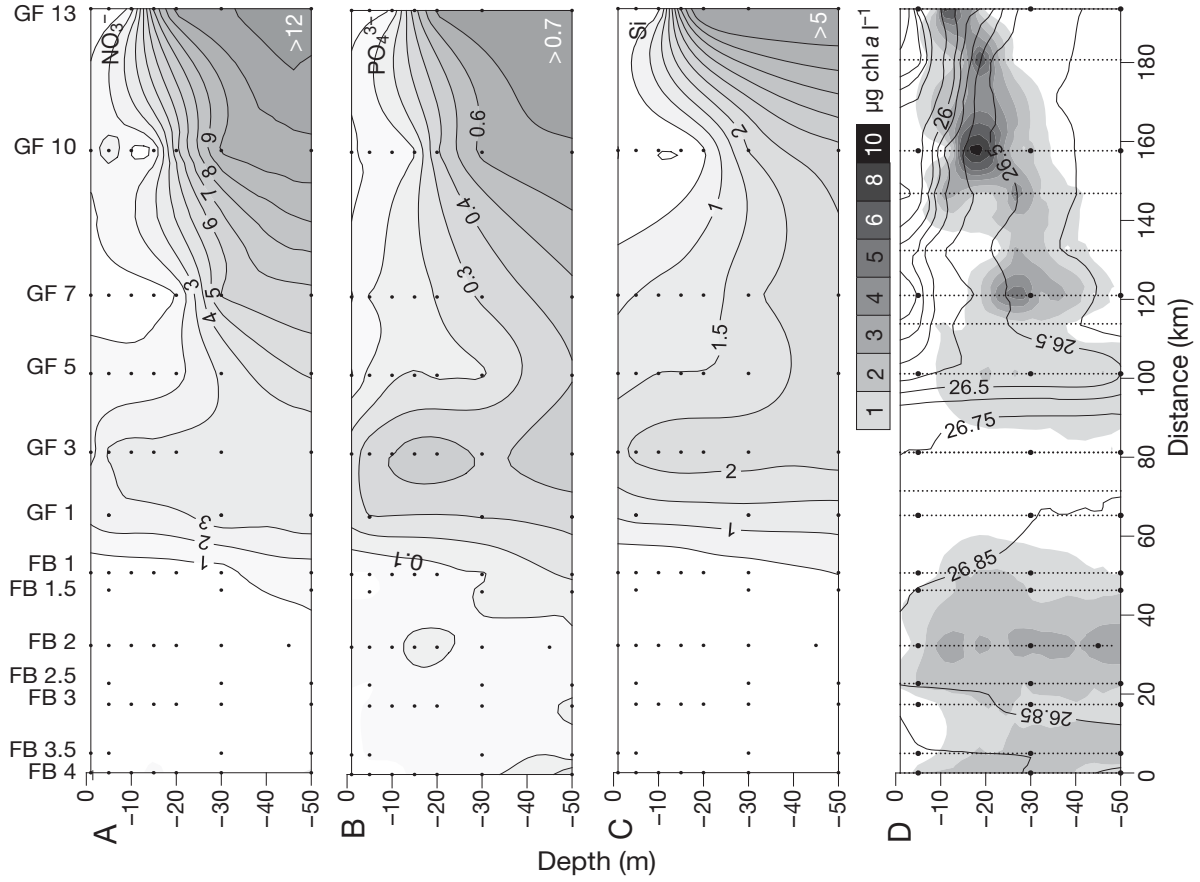 GF 13
GF 10
GF 7
GF 5
GF 3
GF 1
FB 1
FB 1.5
FB 2
FB 2.5
FB 3
FB 3.5
FB 4
A
NO₃⁻
>12
9
8
7
6
3
5
4
3
2
1
0
−10
−20
−30
−40
−50
B
PO₄³⁻
>0.7
0.6
0.4
0.3
0.1
0
−10
−20
−30
−40
−50
C
Si
>5
2
1
1.5
2
1
0
−10
−20
−30
−40
−50
D
1 2 3 4 5 6 8 10 µg chl a l⁻¹
26
26.5
26.5
26.5
26.75
26.85
26.85
0
−10
−20
−30
−40
−50
0 20 40 60 80 100 120 140 160 180
Distance (km)
Depth (m)